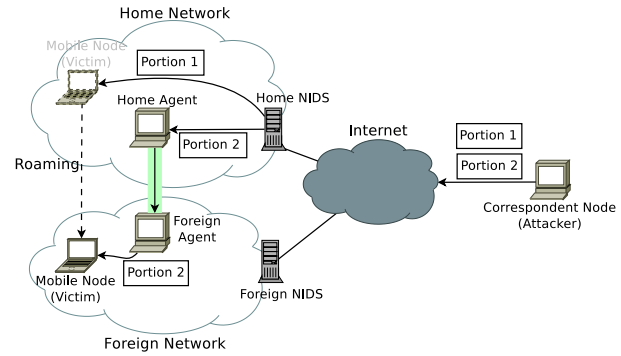 Home Network
Mobile Node
(Victim)
Portion 1
Home Agent
Home NIDS
Portion 2
Internet
Portion 1
Portion 2
Roaming
Correspondent Node
(Attacker)
Foreign
Agent
Portion 2
Mobile Node
(Victim)
Foreign NIDS
Foreign Network